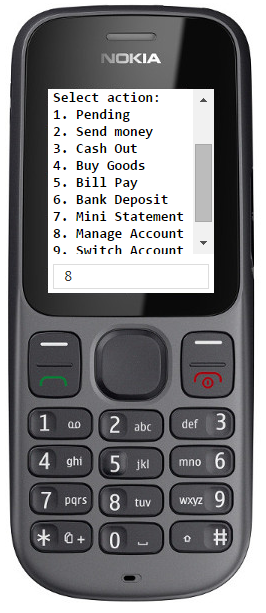 NOKIA
Select action:
1. Pending
2. Send money
3. Cash Out
4. Buy Goods
5. Bill Pay
6. Bank Deposit
7. Mini Statement
8. Manage Account
9. Switch Account
8
1
2 abc
def 3
4 ghi
5 jkl
mno 6
7 pqrs
8 tuv
wxyz 9
* +
0
#